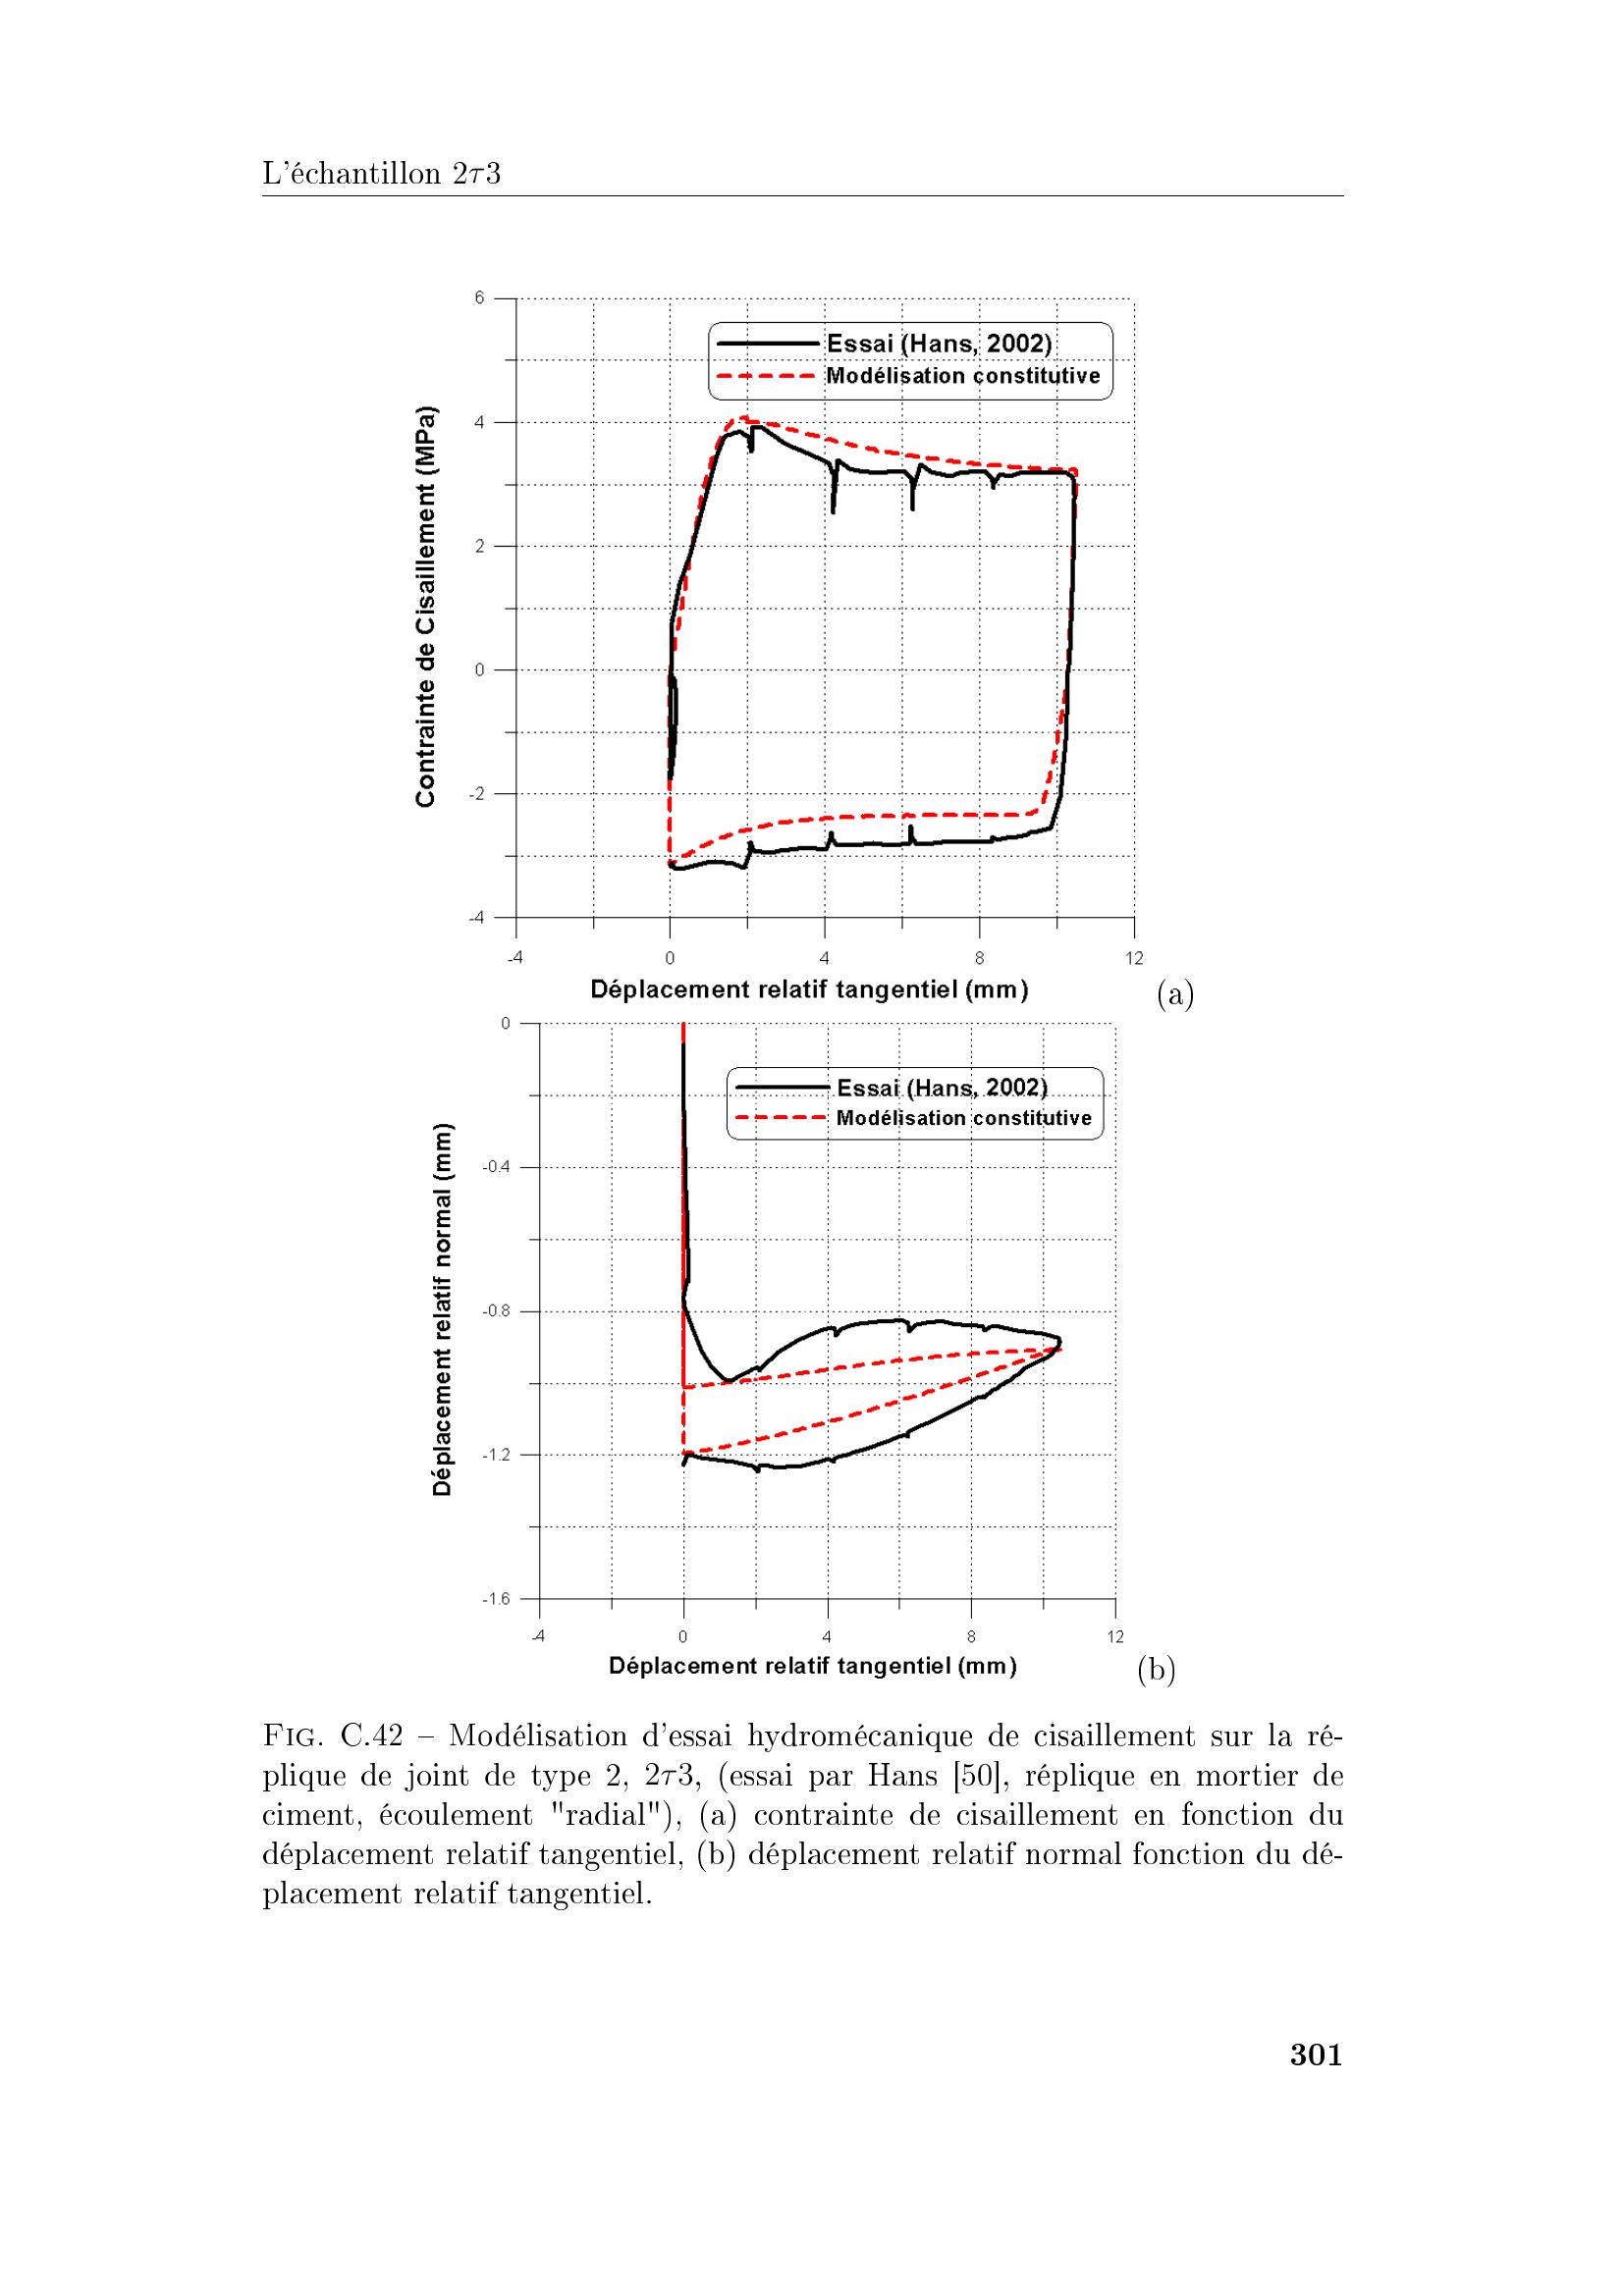 L'échantillon 2τ3
6
Essai (Hans, 2002)
Modélisation constitutive
4
2
0
-2
-4
Contrainte de Cisaillement (MPa)
-4 0 4 8 12
Déplacement relatif tangentiel (mm)
(a)
0
Essai (Hans, 2002)
Modélisation constitutive
-0.4
-0.8
-1.2
-1.6
Déplacement relatif normal (mm)
-4 0 4 8 12
Déplacement relatif tangentiel (mm)
(b)
FIG. C.42 – Modélisation d'essai hydromécanique de cisaillement sur la ré-
plique de joint de type 2, 2τ3, (essai par Hans [50], réplique en mortier de
ciment, écoulement "radial"), (a) contrainte de cisaillement en fonction du
déplacement relatif tangentiel, (b) déplacement relatif normal fonction du dé-
placement relatif tangentiel.
301